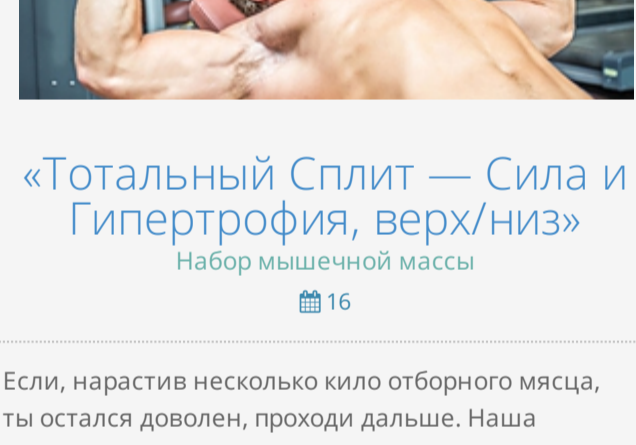 «Тотальный Сплит — Сила и
Гипертрофия, верх/низ»
Набор мышечной массы
16
Если, нарастив несколько кило отборного мясца,
ты остался доволен, проходи дальше. Наша